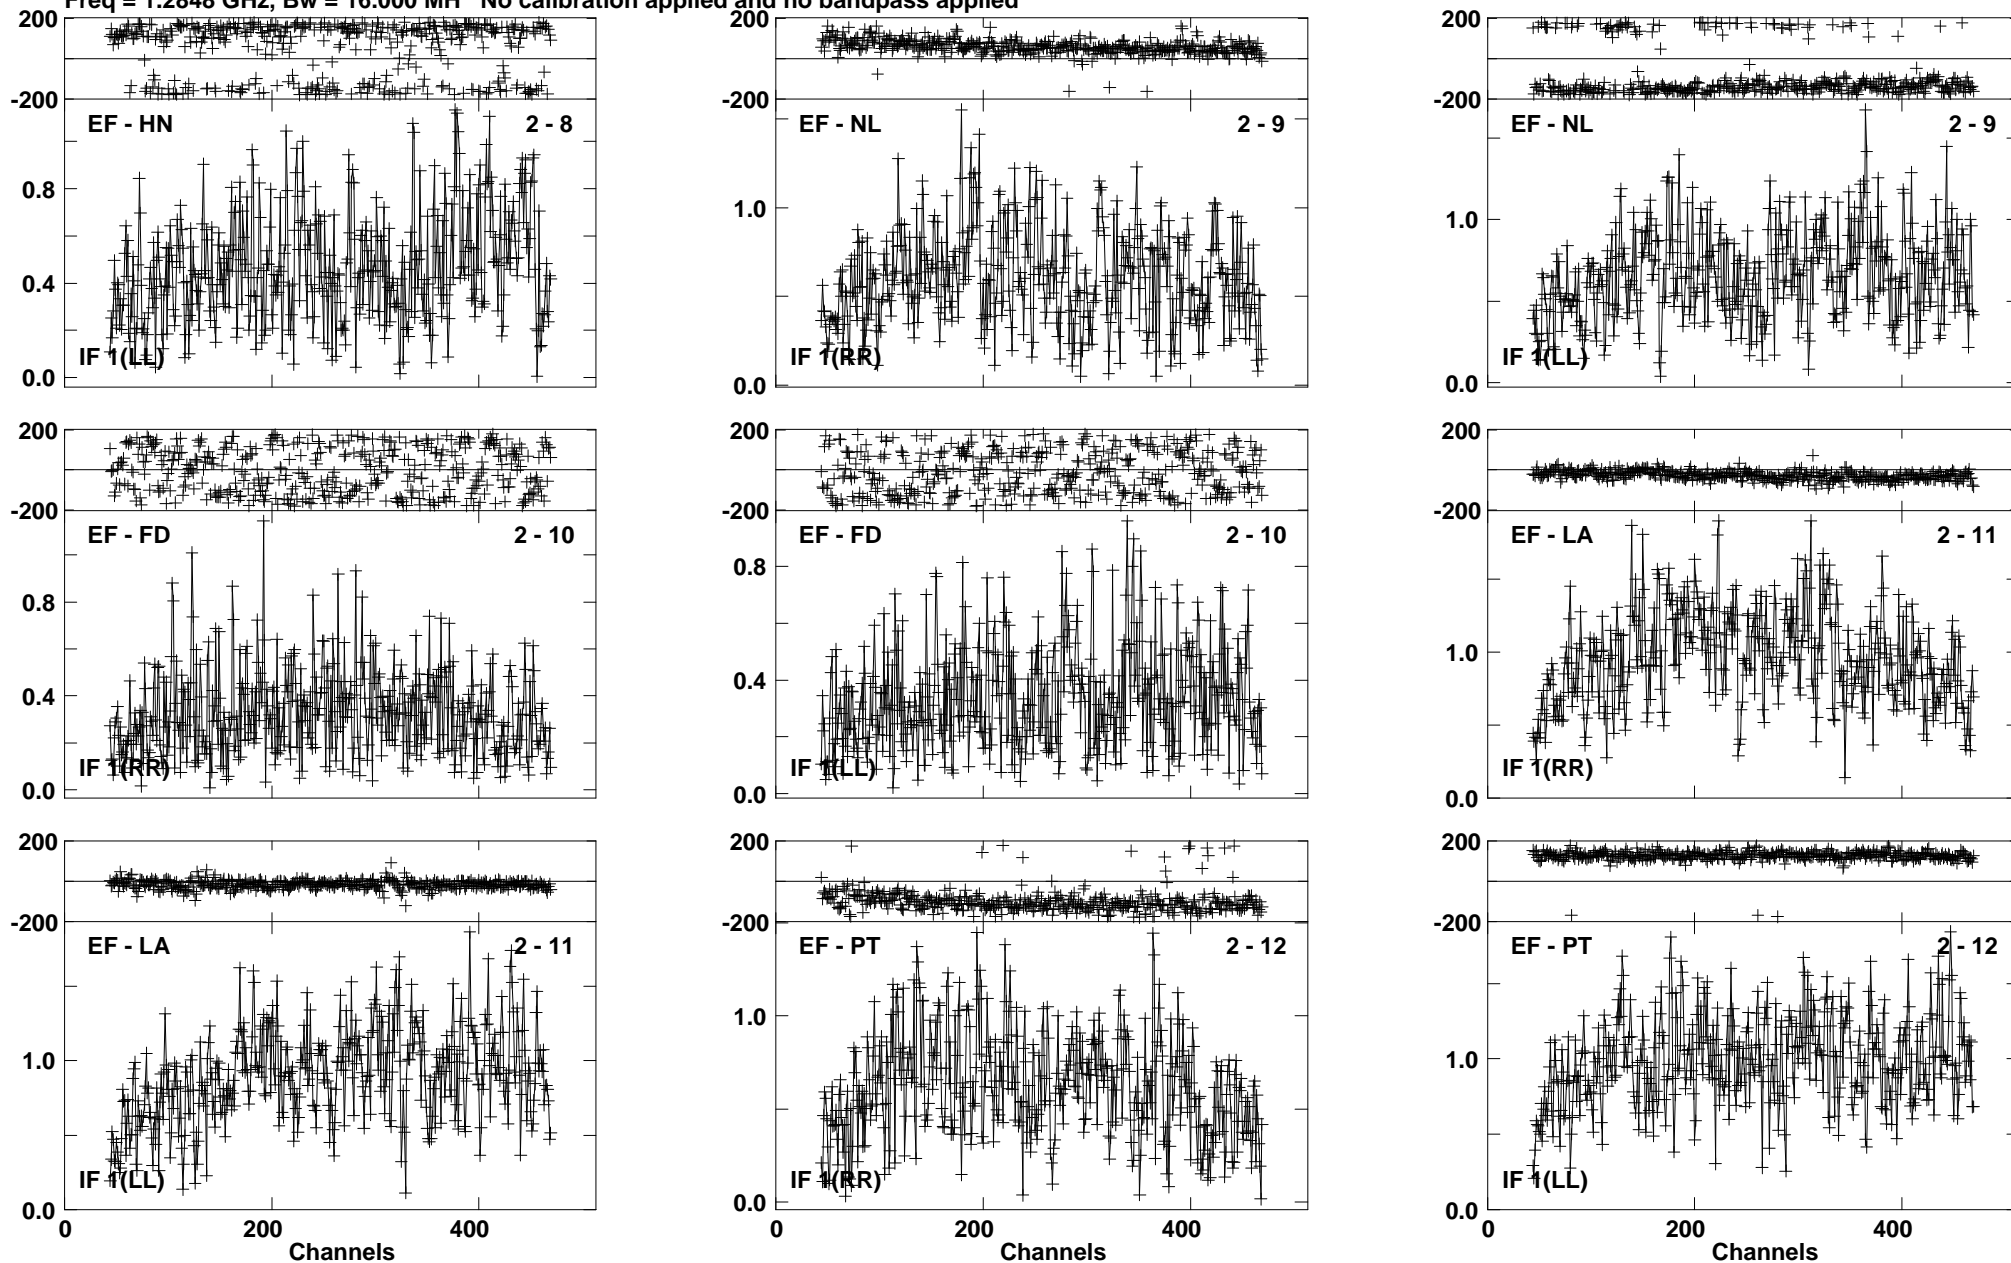 Freq = 1.2848 GHz, Bw = 16.000 MH No calibration applied and no bandpass applied
200 200 200
-200 -200 -200
EF - HN 2 - 8 EF - NL 2 - 9 EF - NL 2 - 9
0.8 1.0 1.0
0.4
IF 1(LL) IF 1(RR) IF 1(LL)
0.0 0.0 0.0
200 200 200
-200 -200 -200
EF - FD 2 - 10 EF - FD 2 - 10 EF - LA 2 - 11
0.8 0.8 1.0
0.4 0.4
IF 1(RR) IF 1(LL) IF 1(RR)
0.0 0.0 0.0
200 200 200
-200 -200 -200
EF - LA 2 - 11 EF - PT 2 - 12 EF - PT 2 - 12
1.0 1.0 1.0
IF 1(LL) IF 1(RR) IF 1(LL)
0.0 0.0 0.0
0 200 400 0 200 400 0 200 400
Channels Channels Channels